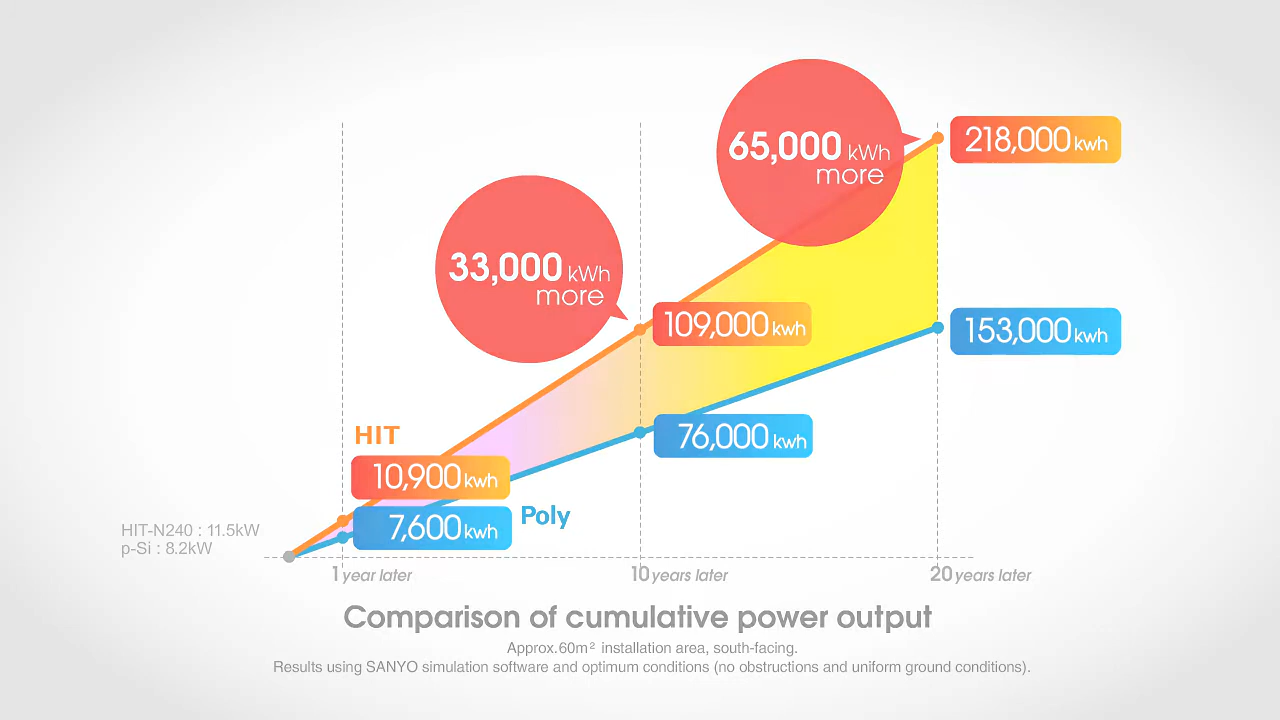 65,000 kWh
more
218,000 kwh
33,000 kWh
more
109,000 kwh
153,000 kwh
76,000 kwh
HIT
10,900 kwh
7,600 kwh
Poly
HIT-N240 : 11.5kW
p-Si : 8.2kW
1 year later
10 years later
20 years later
Comparison of cumulative power output
Approx.60m² installation area, south-facing.
Results using SANYO simulation software and optimum conditions (no obstructions and uniform ground conditions).